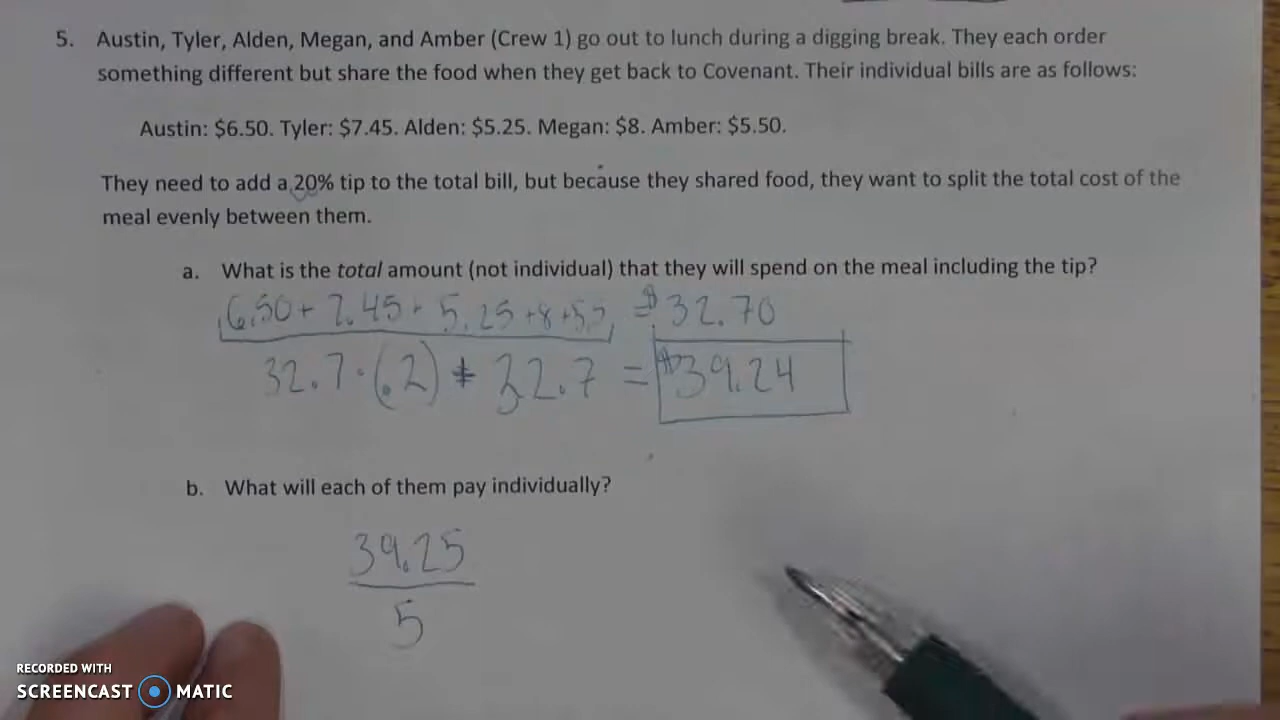 5. Austin, Tyler, Alden, Megan, and Amber (Crew 1) go out to lunch during a digging break. They each order
something different but share the food when they get back to Covenant. Their individual bills are as follows:
Austin: $6.50. Tyler: $7.45. Alden: $5.25. Megan: $8. Amber: $5.50.
They need to add a 20% tip to the total bill, but because they shared food, they want to split the total cost of the
meal evenly between them.
a. What is the total amount (not individual) that they will spend on the meal including the tip?
6.50 + 7.45 + 5.25 + 8 + 5.5 = $32.70
32.7 · (.2) + 32.7 = $39.24
b. What will each of them pay individually?
39.25
5
RECORDED WITH
SCREENCAST MATIC